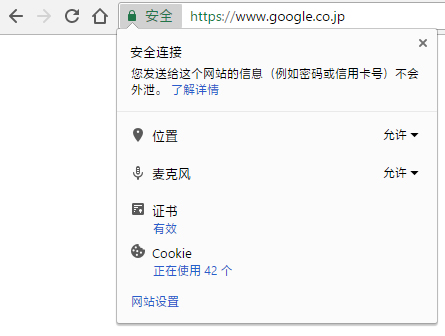 安全 https://www.google.co.jp
安全连接
您发送给这个网站的信息（例如密码或信用卡号）不会
外泄。 了解详情
位置 允许
麦克风 允许
证书
有效
Cookie
正在使用 42 个
网站设置